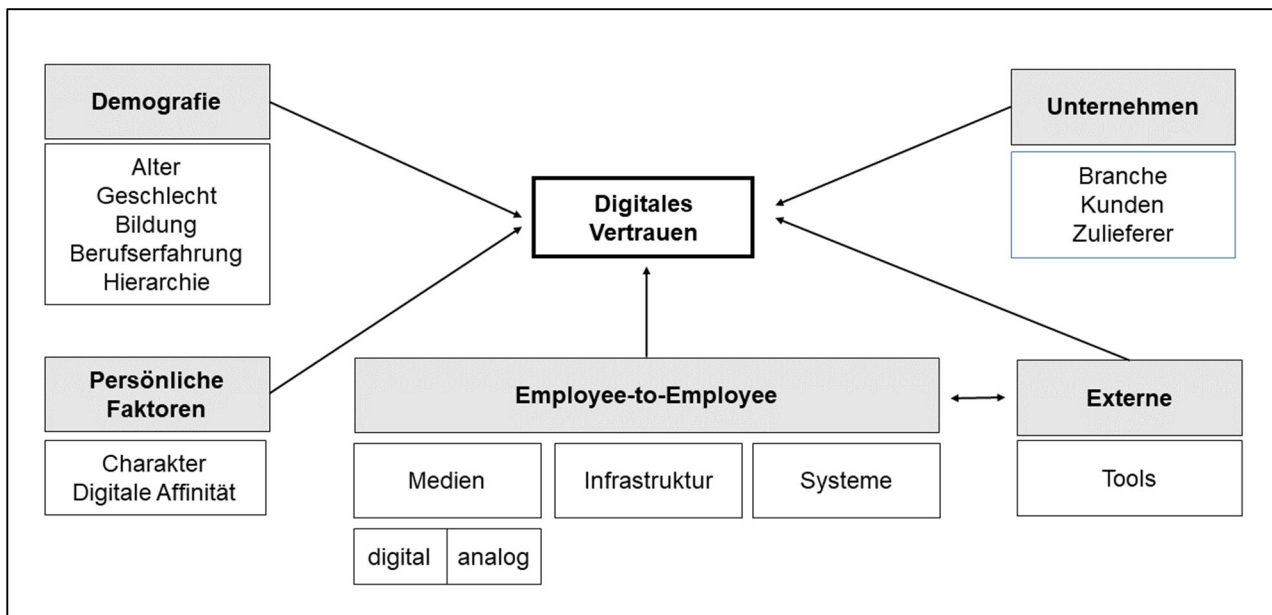 Demografie
Alter
Geschlecht
Bildung
Berufserfahrung
Hierarchie
Digitales
Vertrauen
Unternehmen
Branche
Kunden
Zulieferer
Persönliche
Faktoren
Charakter
Digitale Affinität
Employee-to-Employee
Medien
Infrastruktur
Systeme
digital
analog
Externe
Tools